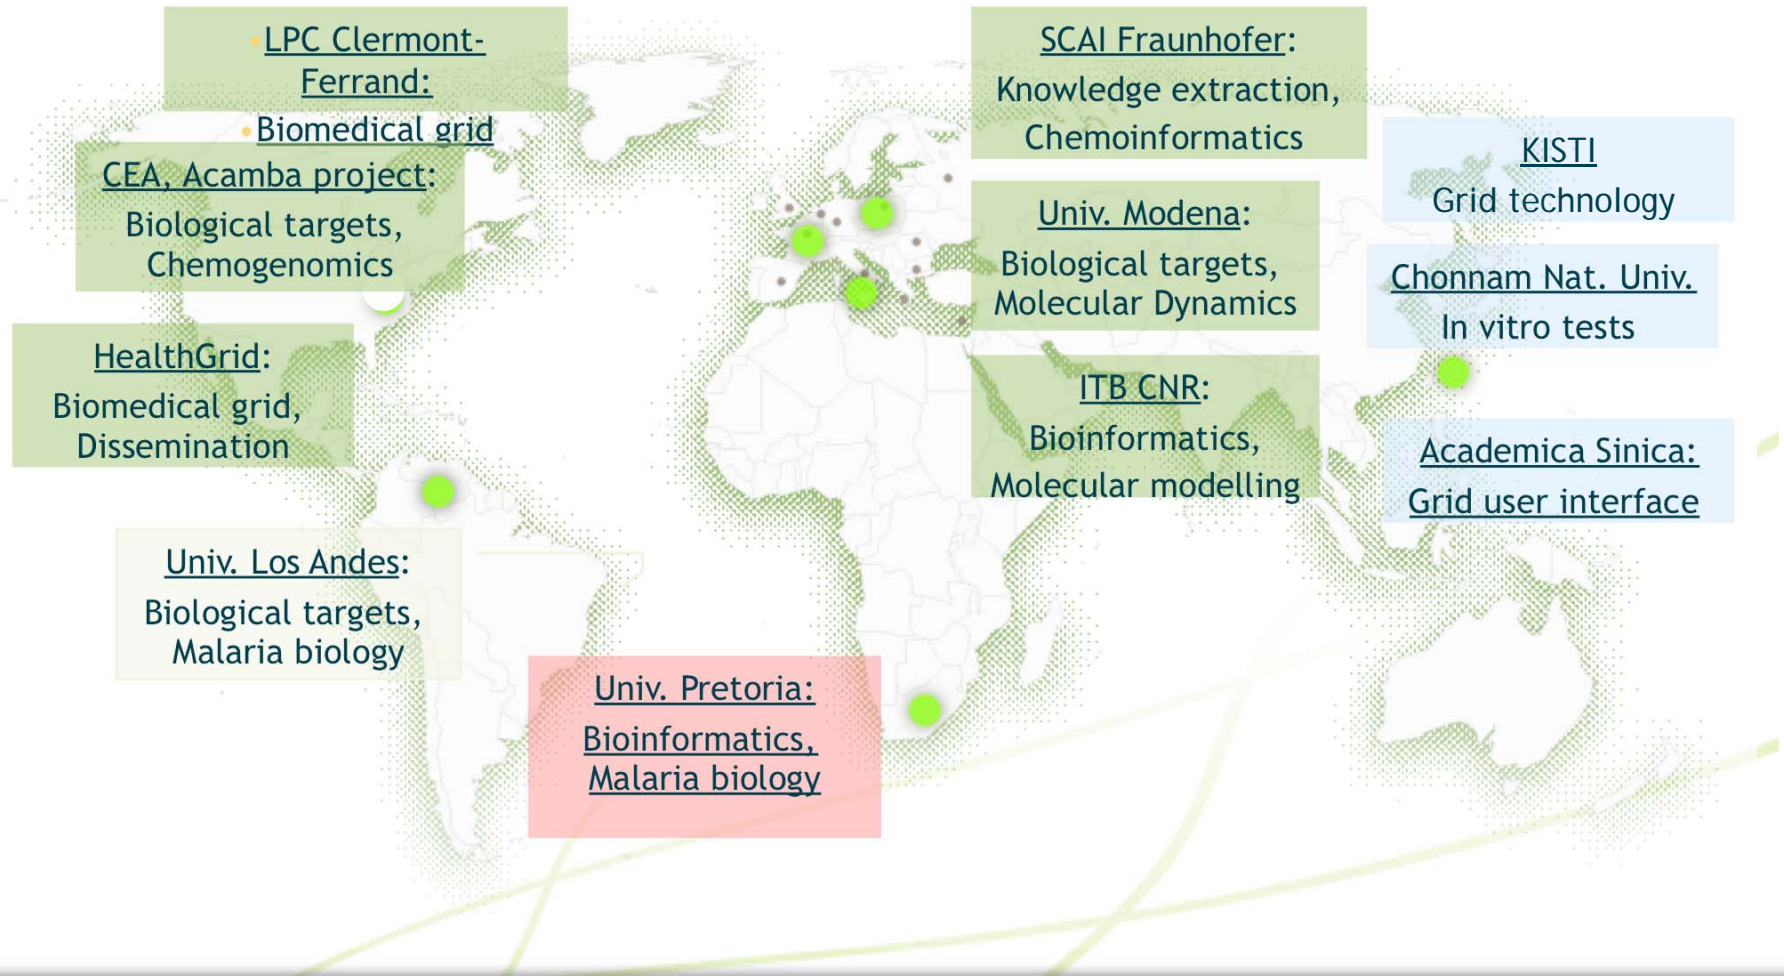 •LPC Clermont-
Ferrand:
•Biomedical grid
CEA, Acamba project:
Biological targets,
Chemogenomics
HealthGrid:
Biomedical grid,
Dissemination
Univ. Los Andes:
Biological targets,
Malaria biology
Univ. Pretoria:
Bioinformatics,
Malaria biology
SCAI Fraunhofer:
Knowledge extraction,
Chemoinformatics
Univ. Modena:
Biological targets,
Molecular Dynamics
ITB CNR:
Bioinformatics,
Molecular modelling
KISTI
Grid technology
Chonnam Nat. Univ.
In vitro tests
Academica Sinica:
Grid user interface